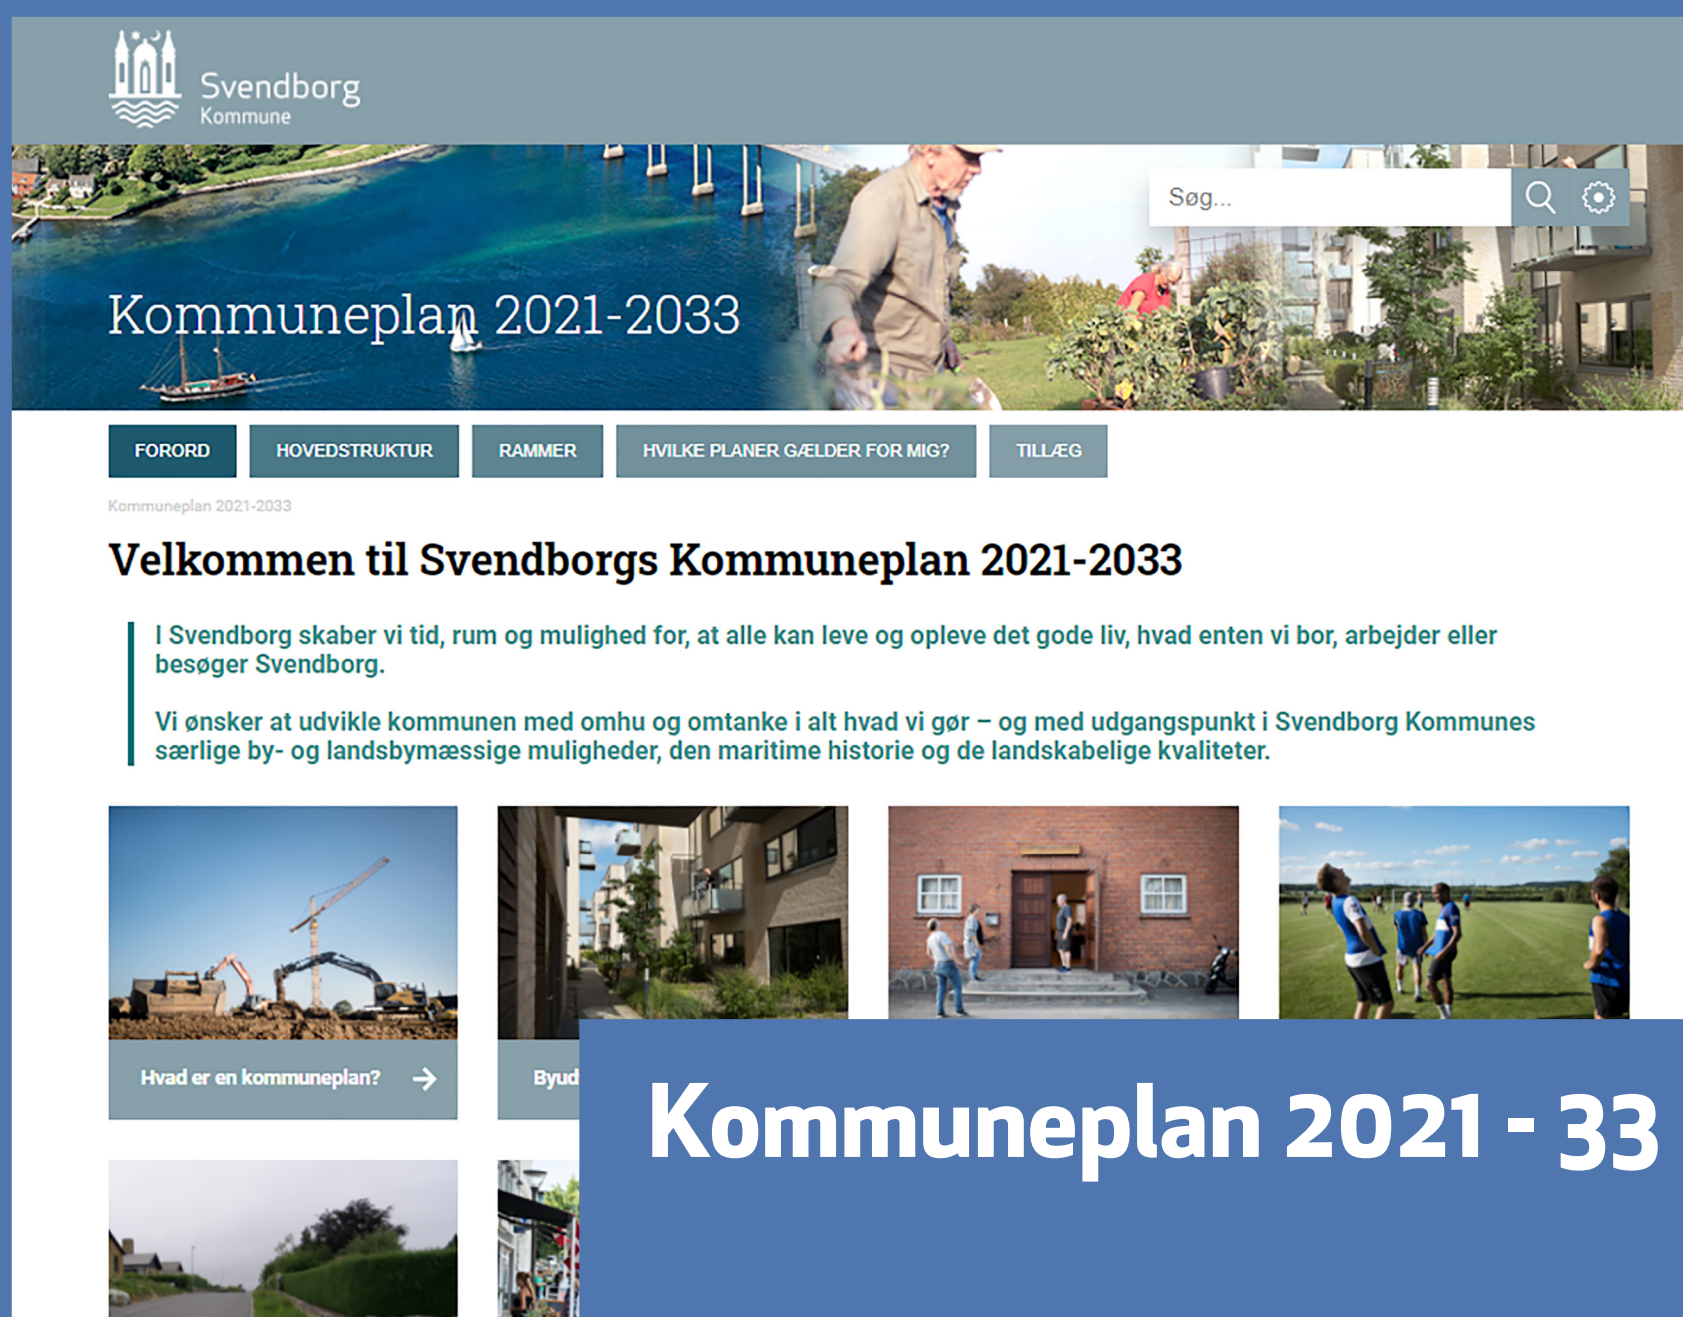 Svendborg
Kommune
Søg...
Kommuneplan 2021-2033
FORORD
HOVEDSTRUKTUR
RAMMER
HVILKE PLANER GÆLDER FOR MIG?
TILLÆG
Kommuneplan 2021-2033
Velkommen til Svendborgs Kommuneplan 2021-2033
I Svendborg skaber vi tid, rum og mulighed for, at alle kan leve og opleve det gode liv, hvad enten vi bor, arbejder eller
besøger Svendborg.
Vi ønsker at udvikle kommunen med omhu og omtanke i alt hvad vi gør – og med udgangspunkt i Svendborg Kommunes
særlige by- og landsbymæssige muligheder, den maritime historie og de landskabelige kvaliteter.
Hvad er en kommuneplan?
Byud
Kommuneplan 2021 - 33